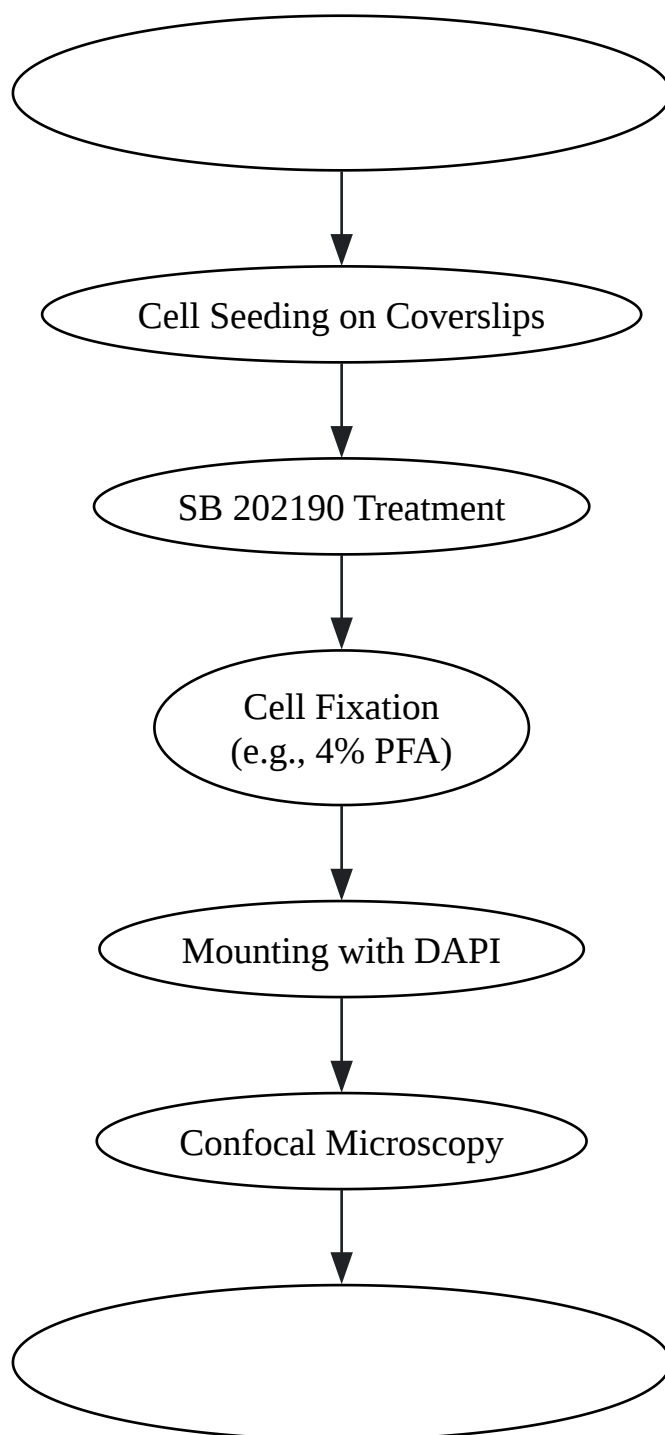 Cell Seeding on Coverslips
SB 202190 Treatment
Cell Fixation
(e.g., 4% PFA)
Mounting with DAPI
Confocal Microscopy